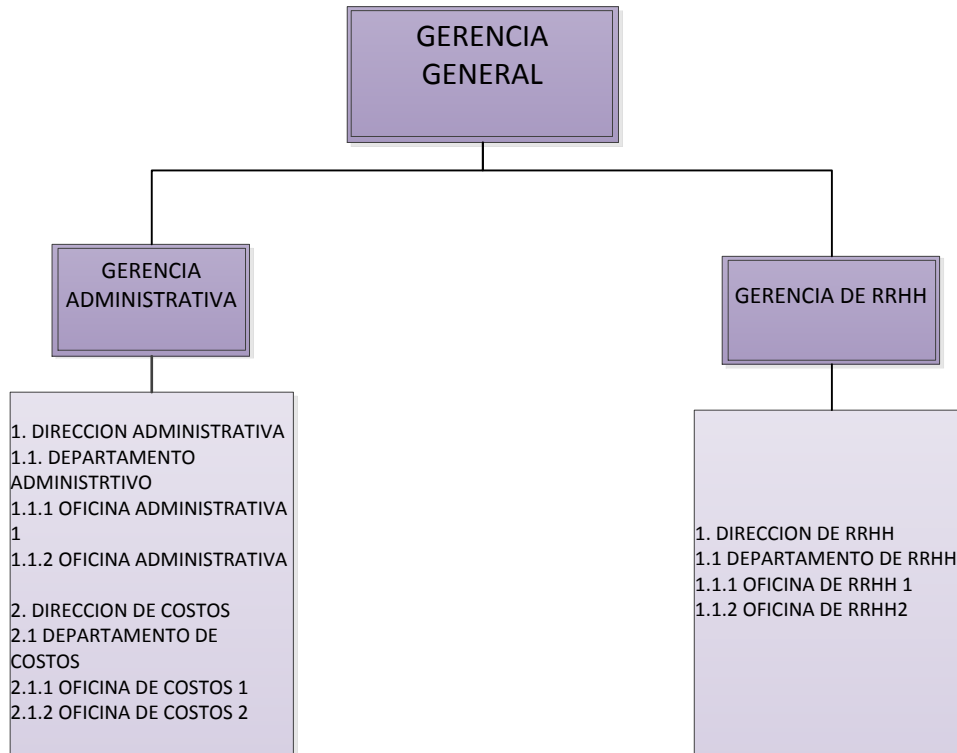 GERENCIA
GENERAL
GERENCIA
ADMINISTRATIVA
GERENCIA DE RRHH
1. DIRECCION ADMINISTRATIVA
1.1. DEPARTAMENTO
ADMINISTRTIVO
1.1.1 OFICINA ADMINISTRATIVA
1
1.1.2 OFICINA ADMINISTRATIVA
2. DIRECCION DE COSTOS
2.1 DEPARTAMENTO DE
COSTOS
2.1.1 OFICINA DE COSTOS 1
2.1.2 OFICINA DE COSTOS 2
1. DIRECCION DE RRHH
1.1 DEPARTAMENTO DE RRHH
1.1.1 OFICINA DE RRHH 1
1.1.2 OFICINA DE RRHH2